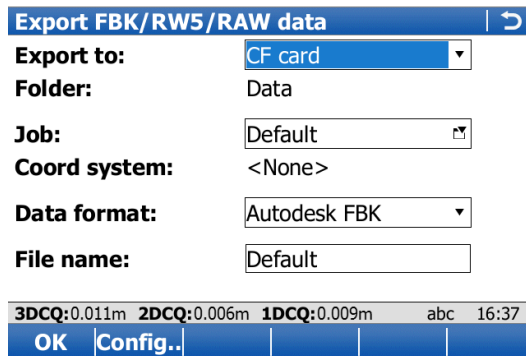 Export FBK/RW5/RAW data
Export to: CF card
Folder: Data
Job: Default
Coord system: <None>
Data format: Autodesk FBK
File name: Default
3DCQ:0.011m 2DCQ:0.006m 1DCQ:0.009m abc 16:37
OK Config..